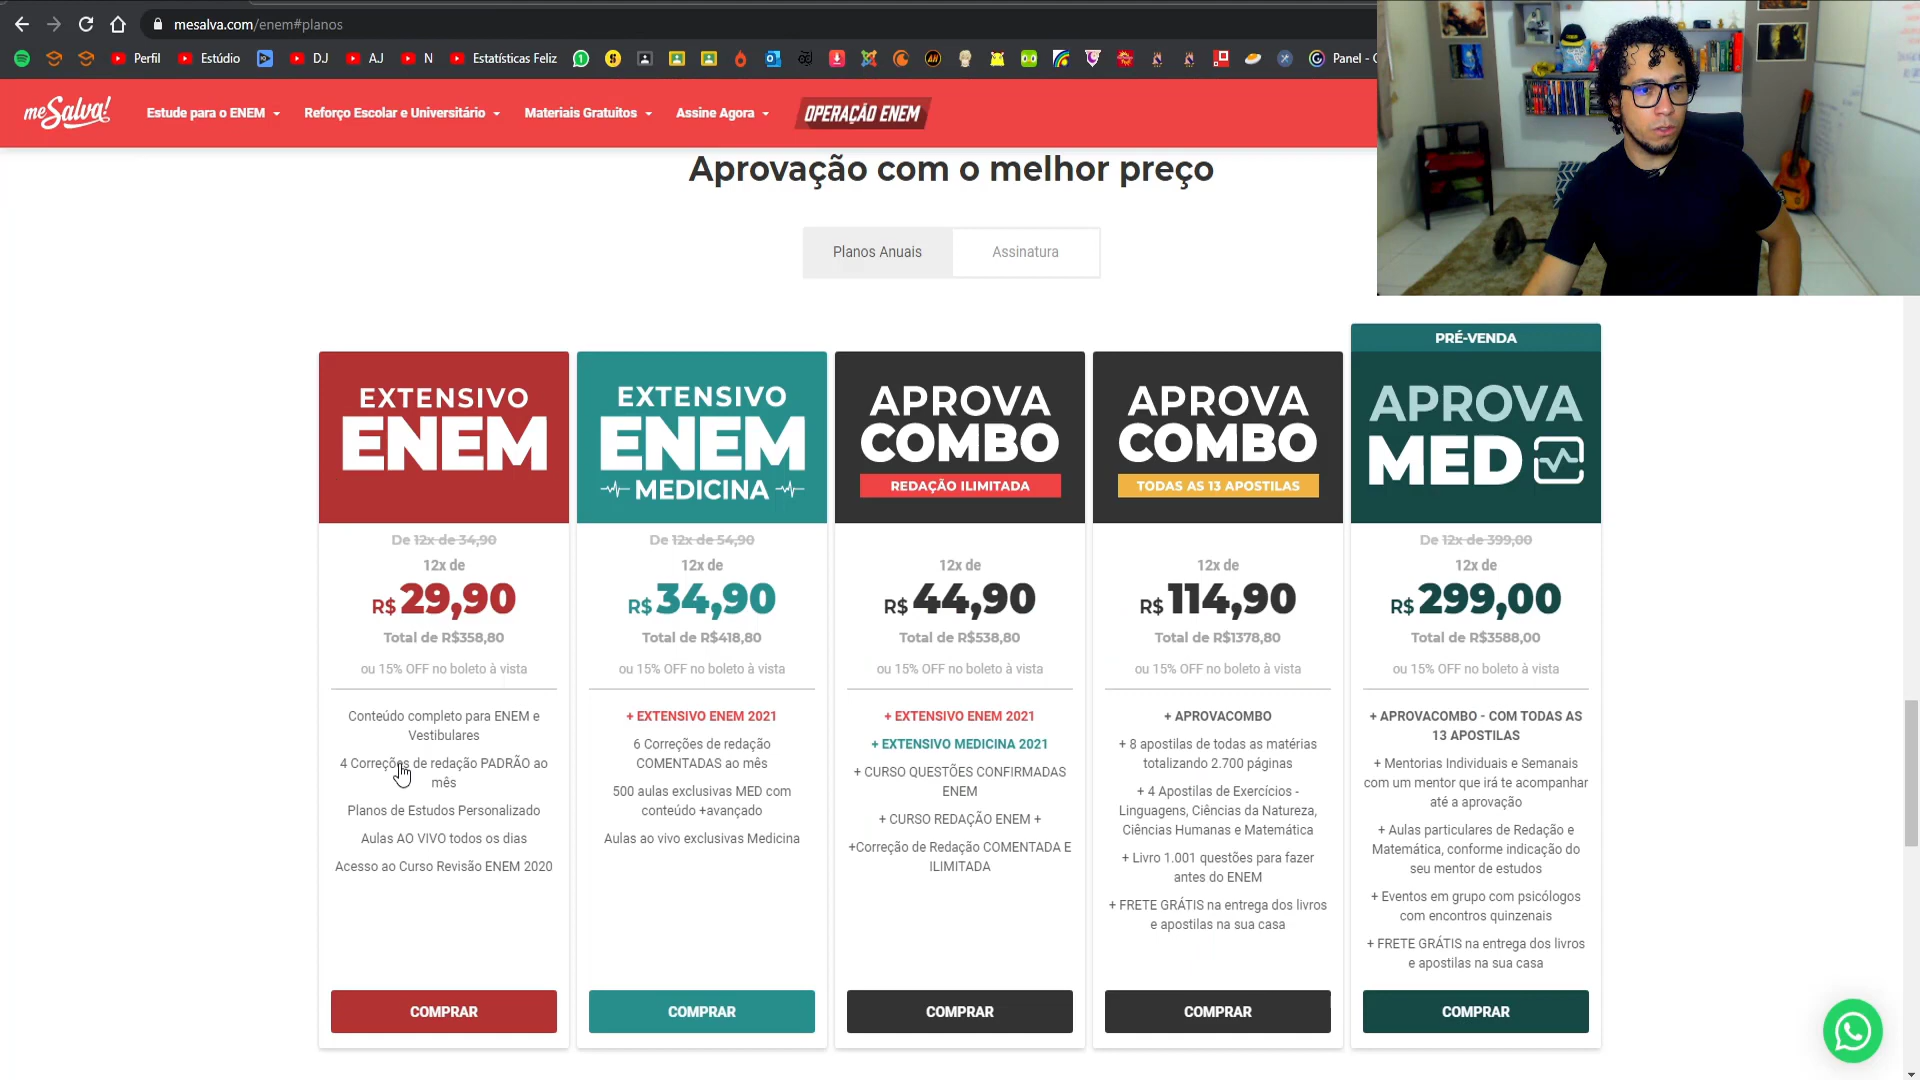 mesalva.com/enem#planos
Perfil
Estúdio
DJ
AJ
N
Estatísticas Feliz
Panel - C
me Salva!
Estude para o ENEM
Reforço Escolar e Universitário
Materiais Gratuitos
Assine Agora
OPERAÇÃO ENEM
Aprovação com o melhor preço
Planos Anuais
Assinatura
EXTENSIVO
ENEM
De 12x de 34,90
12x de
R$ 29,90
Total de R$358,80
ou 15% OFF no boleto à vista
Conteúdo completo para ENEM e
Vestibulares
4 Correções de redação PADRÃO ao
mês
Planos de Estudos Personalizado
Aulas AO VIVO todos os dias
Acesso ao Curso Revisão ENEM 2020
COMPRAR
EXTENSIVO
ENEM
MEDICINA
De 12x de 54,90
12x de
R$ 34,90
Total de R$418,80
ou 15% OFF no boleto à vista
+ EXTENSIVO ENEM 2021
6 Correções de redação
COMENTADAS ao mês
500 aulas exclusivas MED com
conteúdo +avançado
Aulas ao vivo exclusivas Medicina
COMPRAR
APROVA
COMBO
REDAÇÃO ILIMITADA
12x de
R$ 44,90
Total de R$538,80
ou 15% OFF no boleto à vista
+ EXTENSIVO ENEM 2021
+ EXTENSIVO MEDICINA 2021
+ CURSO QUESTÕES CONFIRMADAS
ENEM
+ CURSO REDAÇÃO ENEM +
+Correção de Redação COMENTADA E
ILIMITADA
COMPRAR
APROVA
COMBO
TODAS AS 13 APOSTILAS
12x de
R$ 114,90
Total de R$1378,80
ou 15% OFF no boleto à vista
+ APROVACOMBO
+ 8 apostilas de todas as matérias
totalizando 2.700 páginas
+ 4 Apostilas de Exercícios -
Linguagens, Ciências da Natureza,
Ciências Humanas e Matemática
+ Livro 1.001 questões para fazer
antes do ENEM
+ FRETE GRÁTIS na entrega dos livros
e apostilas na sua casa
COMPRAR
PRÉ-VENDA
APROVA
MED
De 12x de 399,00
12x de
R$ 299,00
Total de R$3588,00
ou 15% OFF no boleto à vista
+ APROVACOMBO - COM TODAS AS
13 APOSTILAS
+ Mentorias Individuais e Semanais
com um mentor que irá te acompanhar
até a aprovação
+ Aulas particulares de Redação e
Matemática, conforme indicação do
seu mentor de estudos
+ Eventos em grupo com psicólogos
com encontros quinzenais
+ FRETE GRÁTIS na entrega dos livros
e apostilas na sua casa
COMPRAR